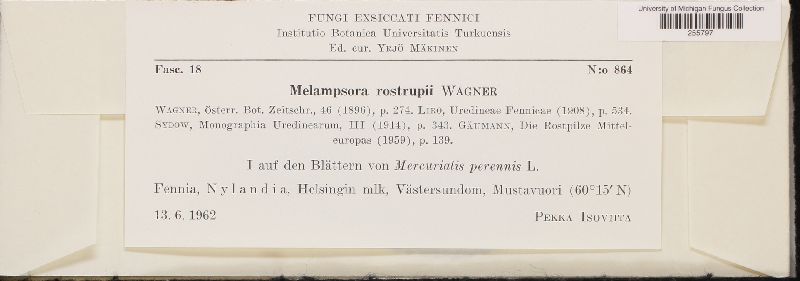 University of Michigan Fungus Collection
255797
FUNGI EXSICCATI FENNICI
Institutio Botanica Universitatis Turkuensis
Ed. cur. YRJÖ MÄKINEN
Fasc. 18 N:o 864
Melampsora rostrupii WAGNER
WAGNER, Österr. Bot. Zeitschr., 46 (1896), p. 274. LIRO, Uredineae Fennicae (1908), p. 534.
SYDOW, Monographia Uredinearum, III (1914), p. 343. GÄUMANN, Die Rostpilze Mittel-
europas (1959), p. 139.
I auf den Blättern von Mercurialis perennis L.
Fennia, Nylandia, Helsingin mlk, Västersundom, Mustavuori (60°15′ N)
13. 6. 1962 PEKKA ISOVIITA